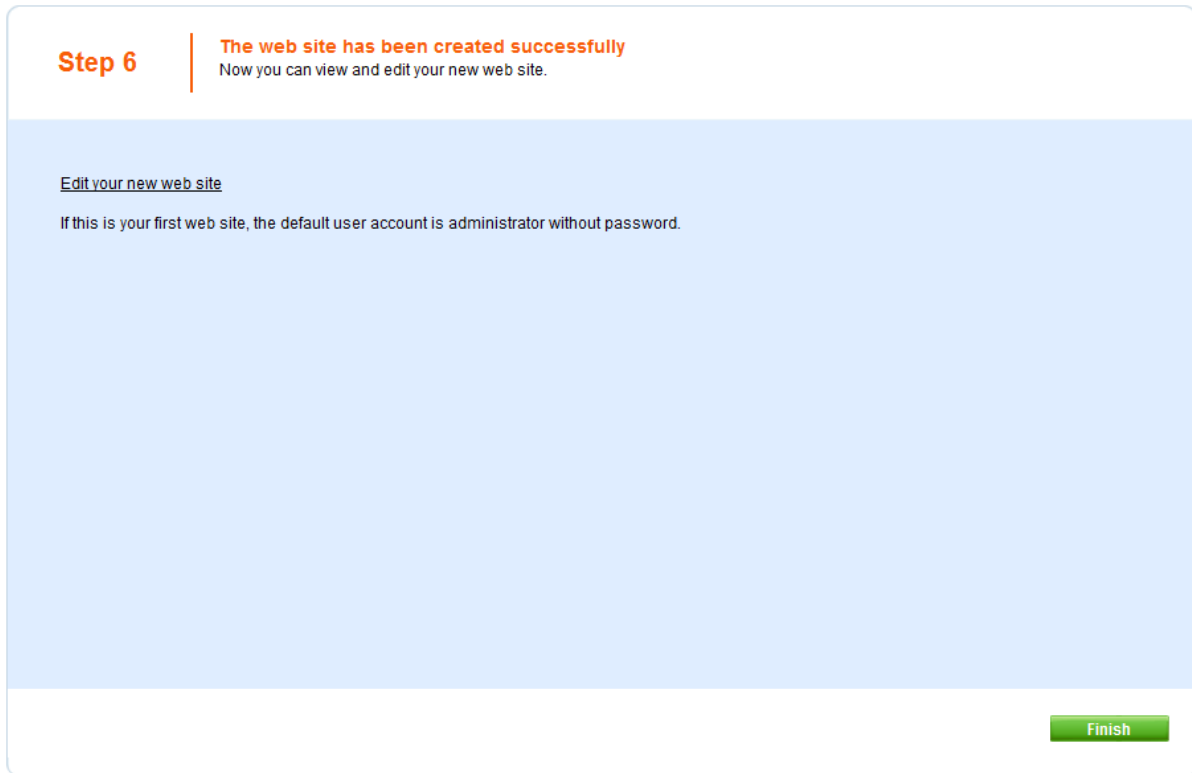 Step 6
The web site has been created successfully
Now you can view and edit your new web site.
Edit your new web site
If this is your first web site, the default user account is administrator without password.
Finish